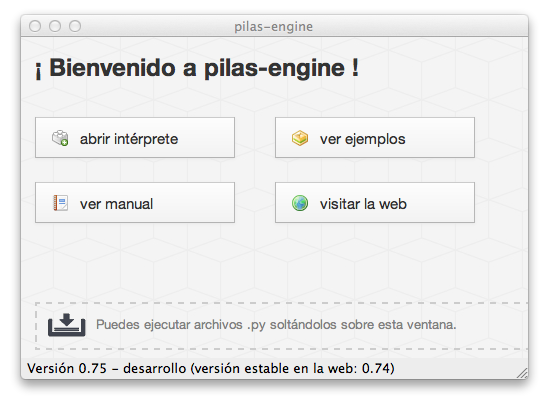 pilas-engine
¡ Bienvenido a pilas-engine !
abrir intérprete
ver ejemplos
ver manual
visitar la web
Puedes ejecutar archivos .py soltándolos sobre esta ventana.
Versión 0.75 - desarrollo (versión estable en la web: 0.74)